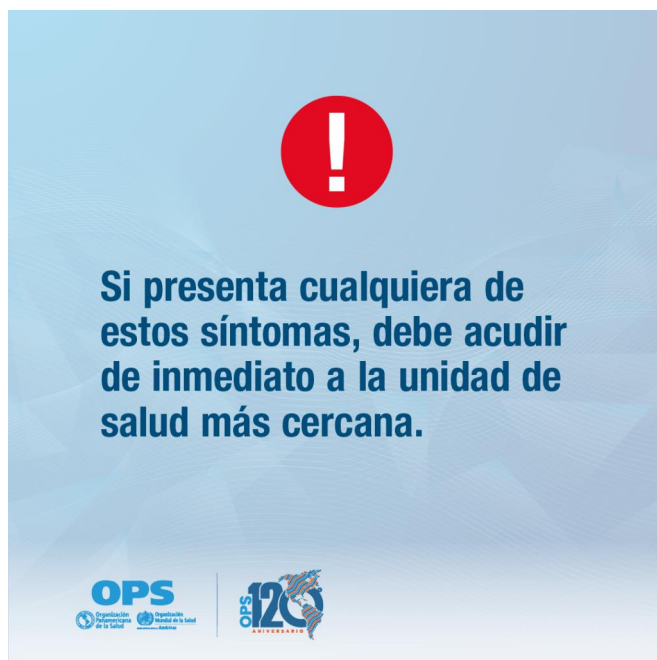 !
Si presenta cualquiera de
estos síntomas, debe acudir
de inmediato a la unidad de
salud más cercana.
OPS
Organización
Panamericana
de la Salud
Organización
Mundial de la Salud
Américas
OPS
120
ANIVERSARIO